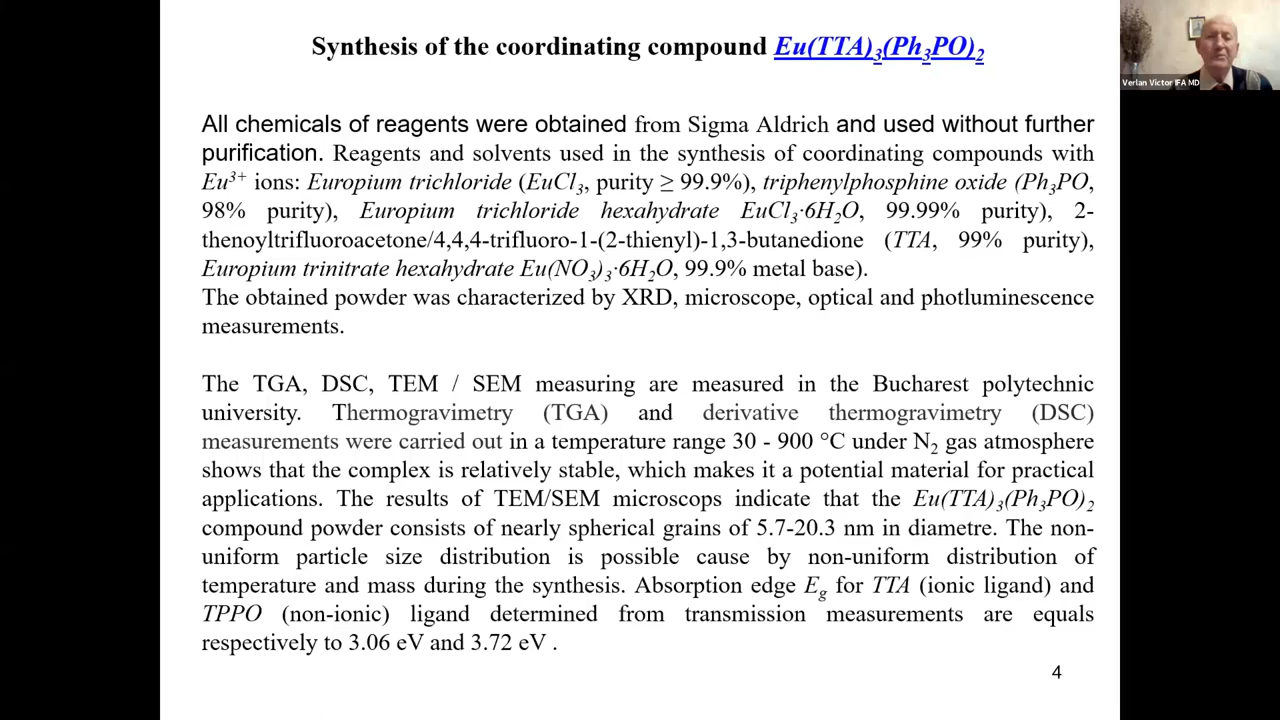 Synthesis of the coordinating compound Eu(TTA)₃(Ph₃PO)₂
Verlan Victor IFA MD
All chemicals of reagents were obtained from Sigma Aldrich and used without further
purification. Reagents and solvents used in the synthesis of coordinating compounds with
Eu³⁺ ions: Europium trichloride (EuCl₃, purity ≥ 99.9%), triphenylphosphine oxide (Ph₃PO,
98% purity), Europium trichloride hexahydrate EuCl₃·6H₂O, 99.99% purity), 2-
thenoyltrifluoroacetone/4,4,4-trifluoro-1-(2-thienyl)-1,3-butanedione (TTA, 99% purity),
Europium trinitrate hexahydrate Eu(NO₃)₃·6H₂O, 99.9% metal base).
The obtained powder was characterized by XRD, microscope, optical and photluminescence
measurements.
The TGA, DSC, TEM / SEM measuring are measured in the Bucharest polytechnic
university. Thermogravimetry (TGA) and derivative thermogravimetry (DSC)
measurements were carried out in a temperature range 30 - 900 °C under N₂ gas atmosphere
shows that the complex is relatively stable, which makes it a potential material for practical
applications. The results of TEM/SEM microscops indicate that the Eu(TTA)₃(Ph₃PO)₂
compound powder consists of nearly spherical grains of 5.7-20.3 nm in diametre. The non-
uniform particle size distribution is possible cause by non-uniform distribution of
temperature and mass during the synthesis. Absorption edge E_g for TTA (ionic ligand) and
TPPO (non-ionic) ligand determined from transmission measurements are equals
respectively to 3.06 eV and 3.72 eV .
4